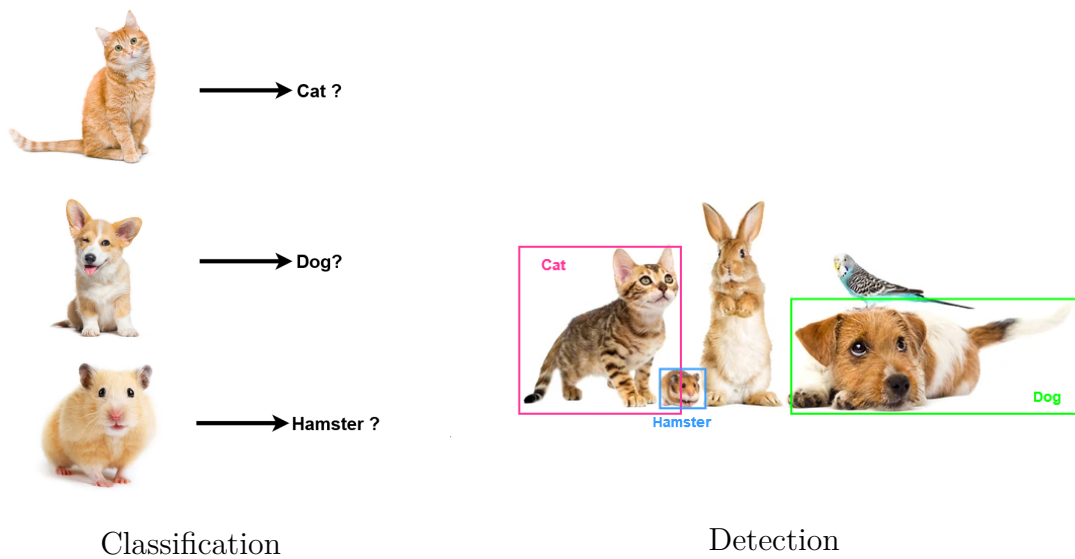 Cat ?
Dog?
Hamster ?
Classification
Cat
Hamster
Dog
Detection